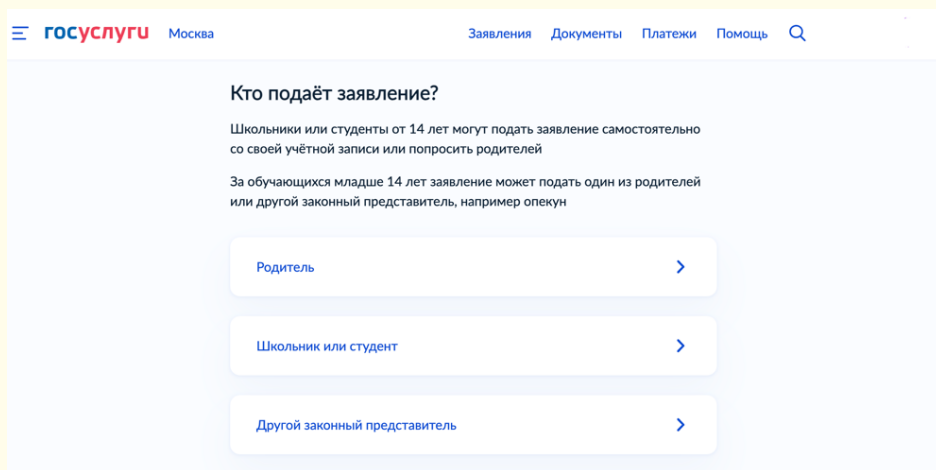 госуслуги Москва Заявления Документы Платежи Помощь
Кто подаёт заявление?
Школьники или студенты от 14 лет могут подать заявление самостоятельно
со своей учётной записи или попросить родителей
За обучающихся младше 14 лет заявление может подать один из родителей
или другой законный представитель, например опекун
Родитель
Школьник или студент
Другой законный представитель